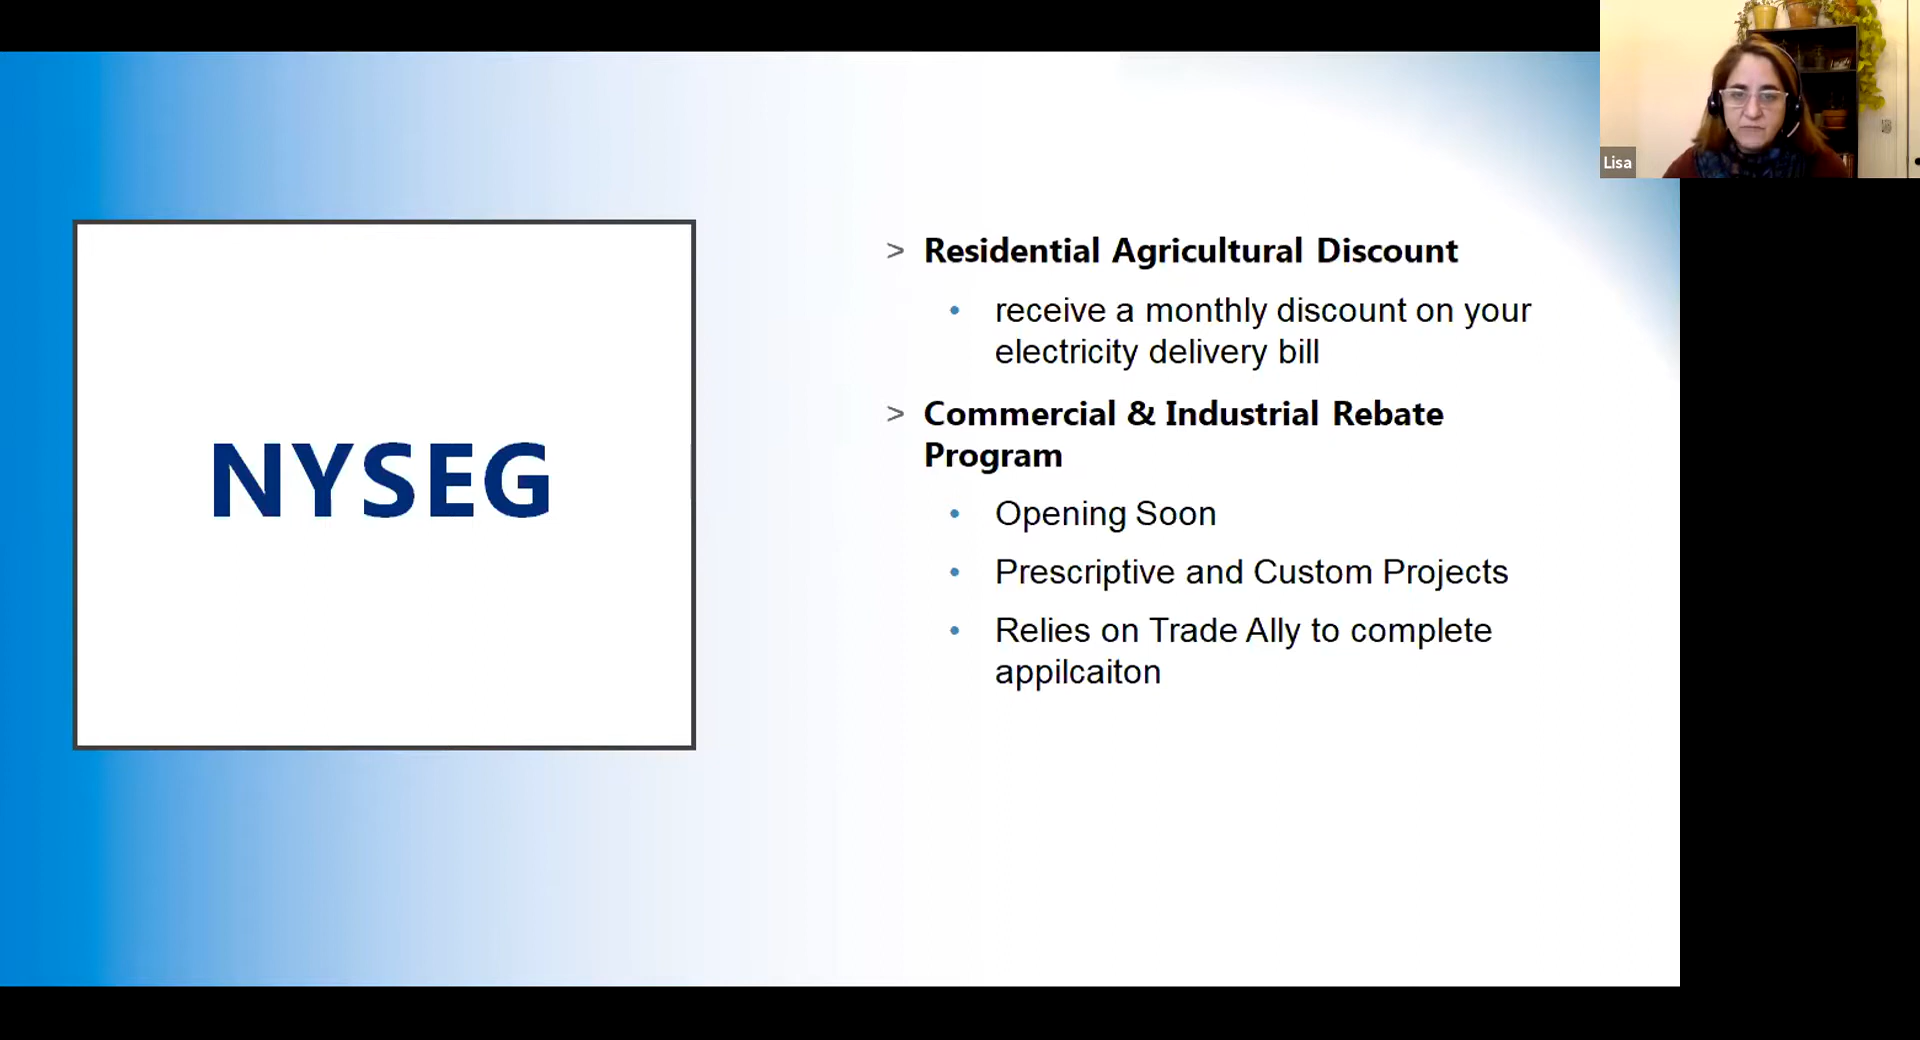 Lisa
NYSEG
> Residential Agricultural Discount
• receive a monthly discount on your
electricity delivery bill
> Commercial & Industrial Rebate
Program
• Opening Soon
• Prescriptive and Custom Projects
• Relies on Trade Ally to complete
appilcaiton